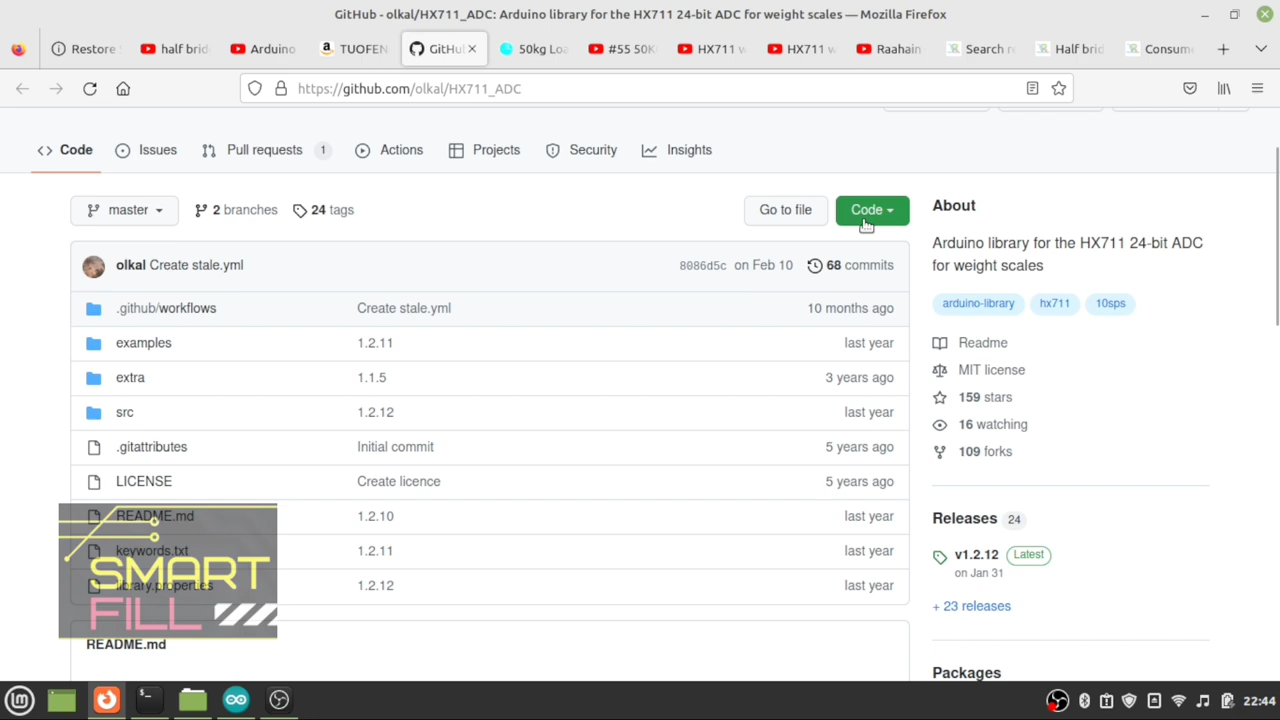 GitHub - olkal/HX711_ADC: Arduino library for the HX711 24-bit ADC for weight scales — Mozilla Firefox
Restore
half brid
Arduino
TUOFEN
GitHub
50kg Loa
#55 50K
HX711 w
HX711 w
Raahain
Search re
Half brid
Consume
https://github.com/olkal/HX711_ADC
Code
Issues
Pull requests 1
Actions
Projects
Security
Insights
master
2 branches
24 tags
Go to file
Code
About
Arduino library for the HX711 24-bit ADC
for weight scales
arduino-library hx711 10sps
olkal Create stale.yml 8086d5c on Feb 10 68 commits
.github/workflows Create stale.yml 10 months ago
examples 1.2.11 last year
extra 1.1.5 3 years ago
src 1.2.12 last year
.gitattributes Initial commit 5 years ago
LICENSE Create licence 5 years ago
README.md 1.2.10 last year
keywords.txt 1.2.11 last year
library.properties 1.2.12 last year
README.md
SMART
FILL
Readme
MIT license
159 stars
16 watching
109 forks
Releases 24
v1.2.12 Latest
on Jan 31
+ 23 releases
Packages
22:44